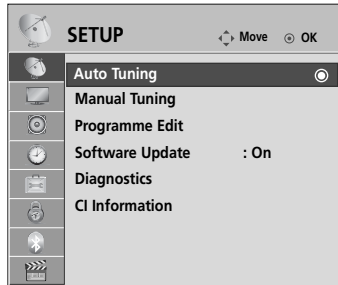 SETUP Move OK
Auto Tuning
Manual Tuning
Programme Edit
Software Update : On
Diagnostics
CI Information